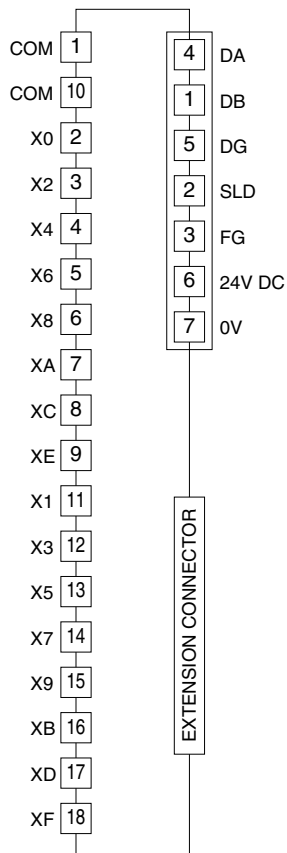 COM 1
COM 10
X0 2
X2 3
X4 4
X6 5
X8 6
XA 7
XC 8
XE 9
X1 11
X3 12
X5 13
X7 14
X9 15
XB 16
XD 17
XF 18
4 DA
1 DB
5 DG
2 SLD
3 FG
6 24V DC
7 0V
EXTENSION CONNECTOR